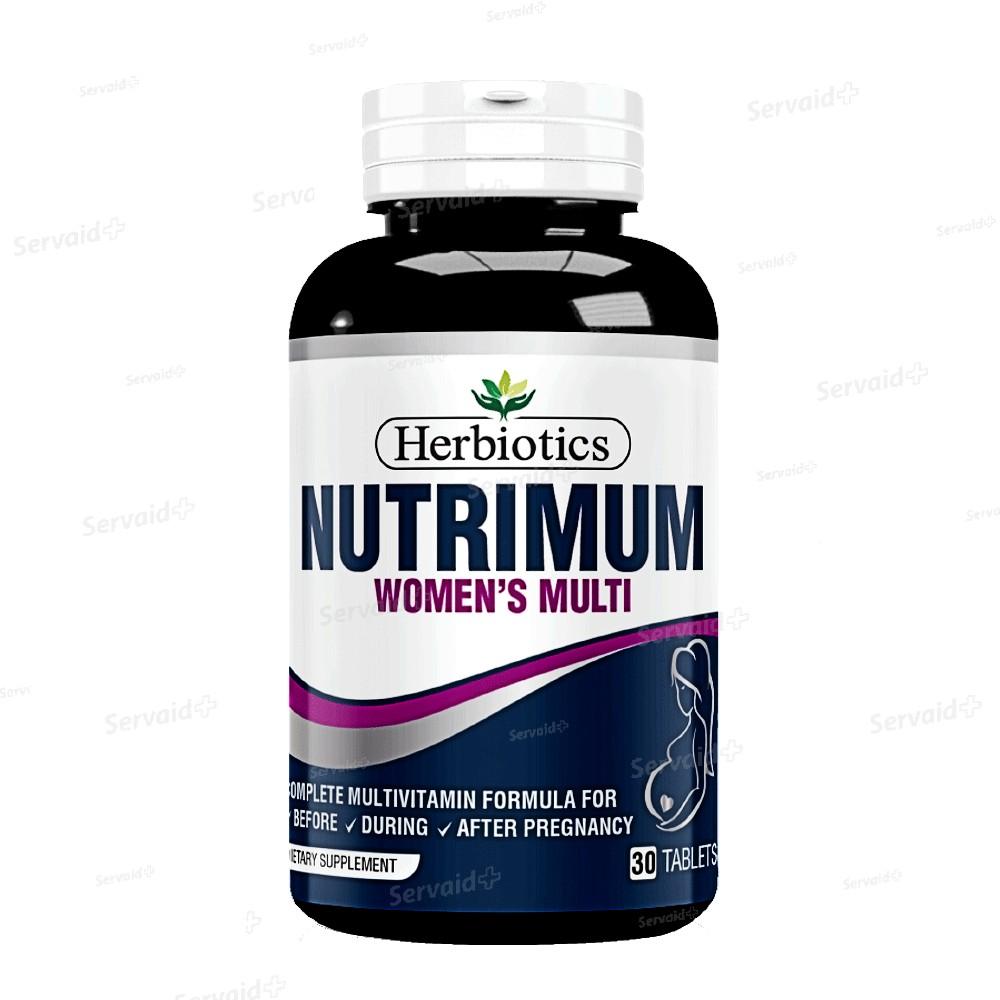 Herbiotics
NUTRIMUM
WOMEN'S MULTI
COMPLETE MULTIVITAMIN FORMULA FOR
✓ BEFORE ✓ DURING ✓ AFTER PREGNANCY
DIETARY SUPPLEMENT
30 TABLETS
Servaid